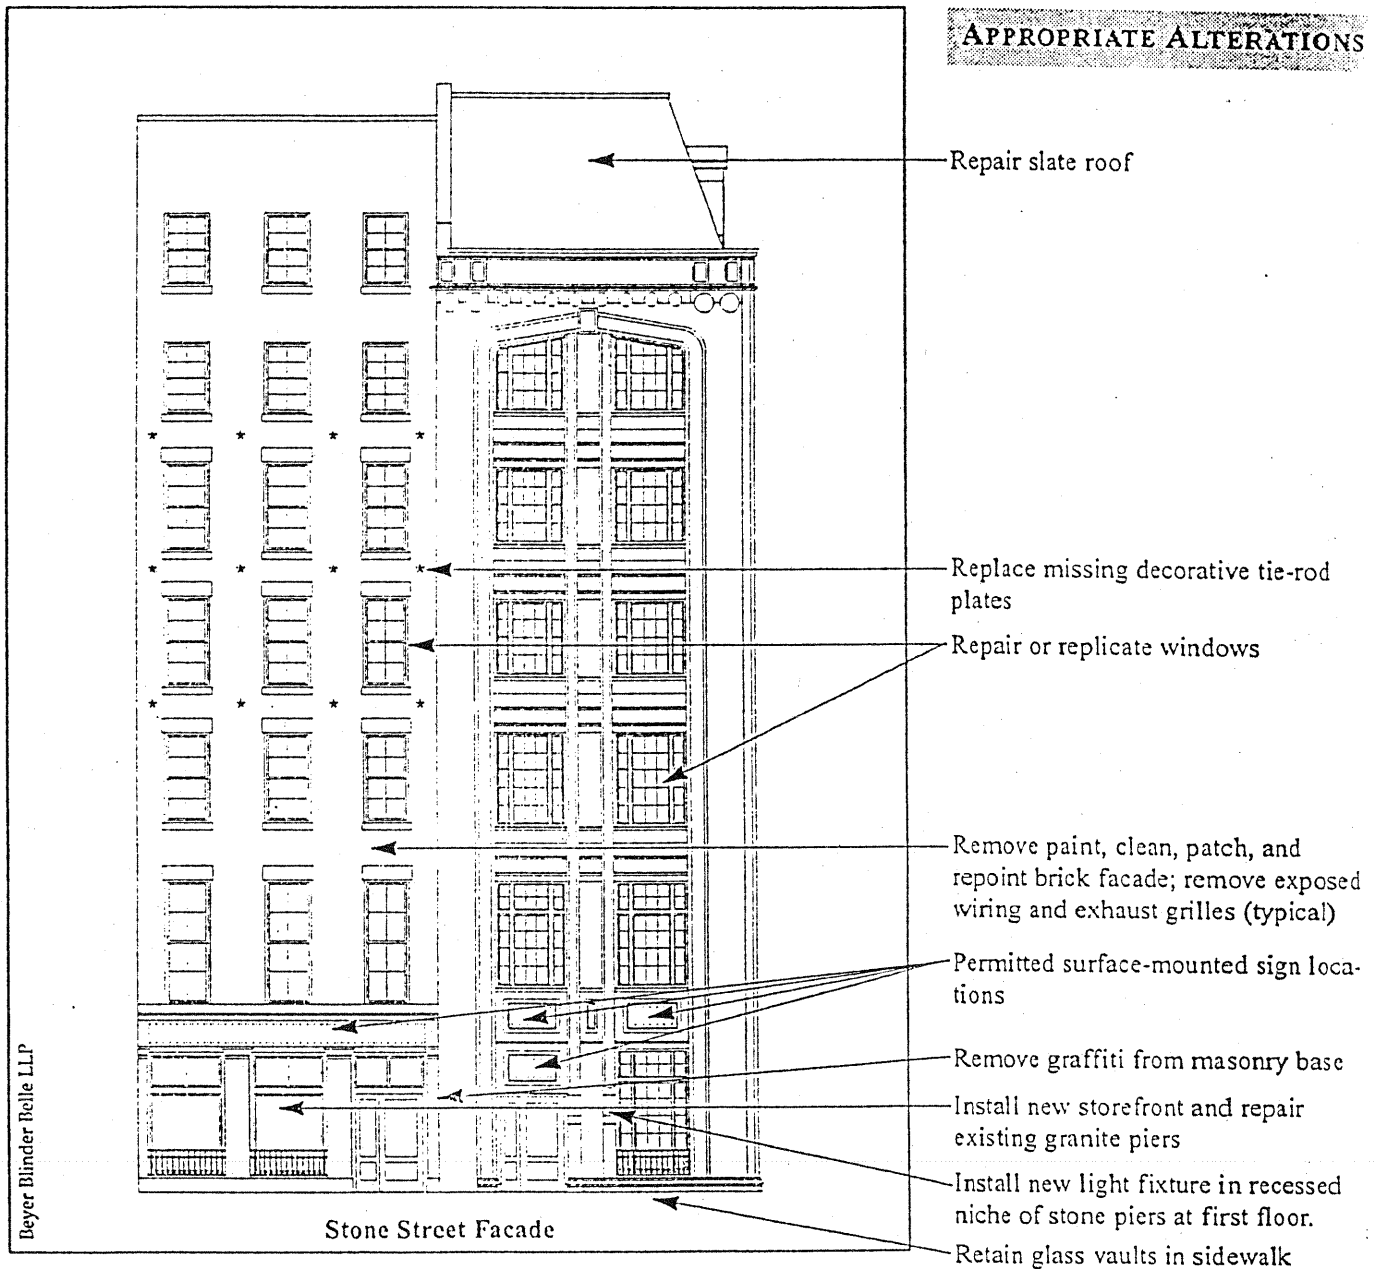 APPROPRIATE ALTERATIONS
Repair slate roof
Replace missing decorative tie-rod
plates
Repair or replicate windows
Remove paint, clean, patch, and
repoint brick facade; remove exposed
wiring and exhaust grilles (typical)
Permitted surface-mounted sign loca-
tions
Remove graffiti from masonry base
Install new storefront and repair
existing granite piers
Install new light fixture in recessed
niche of stone piers at first floor.
Retain glass vaults in sidewalk
Stone Street Facade
Beyer Blinder Belle LLP